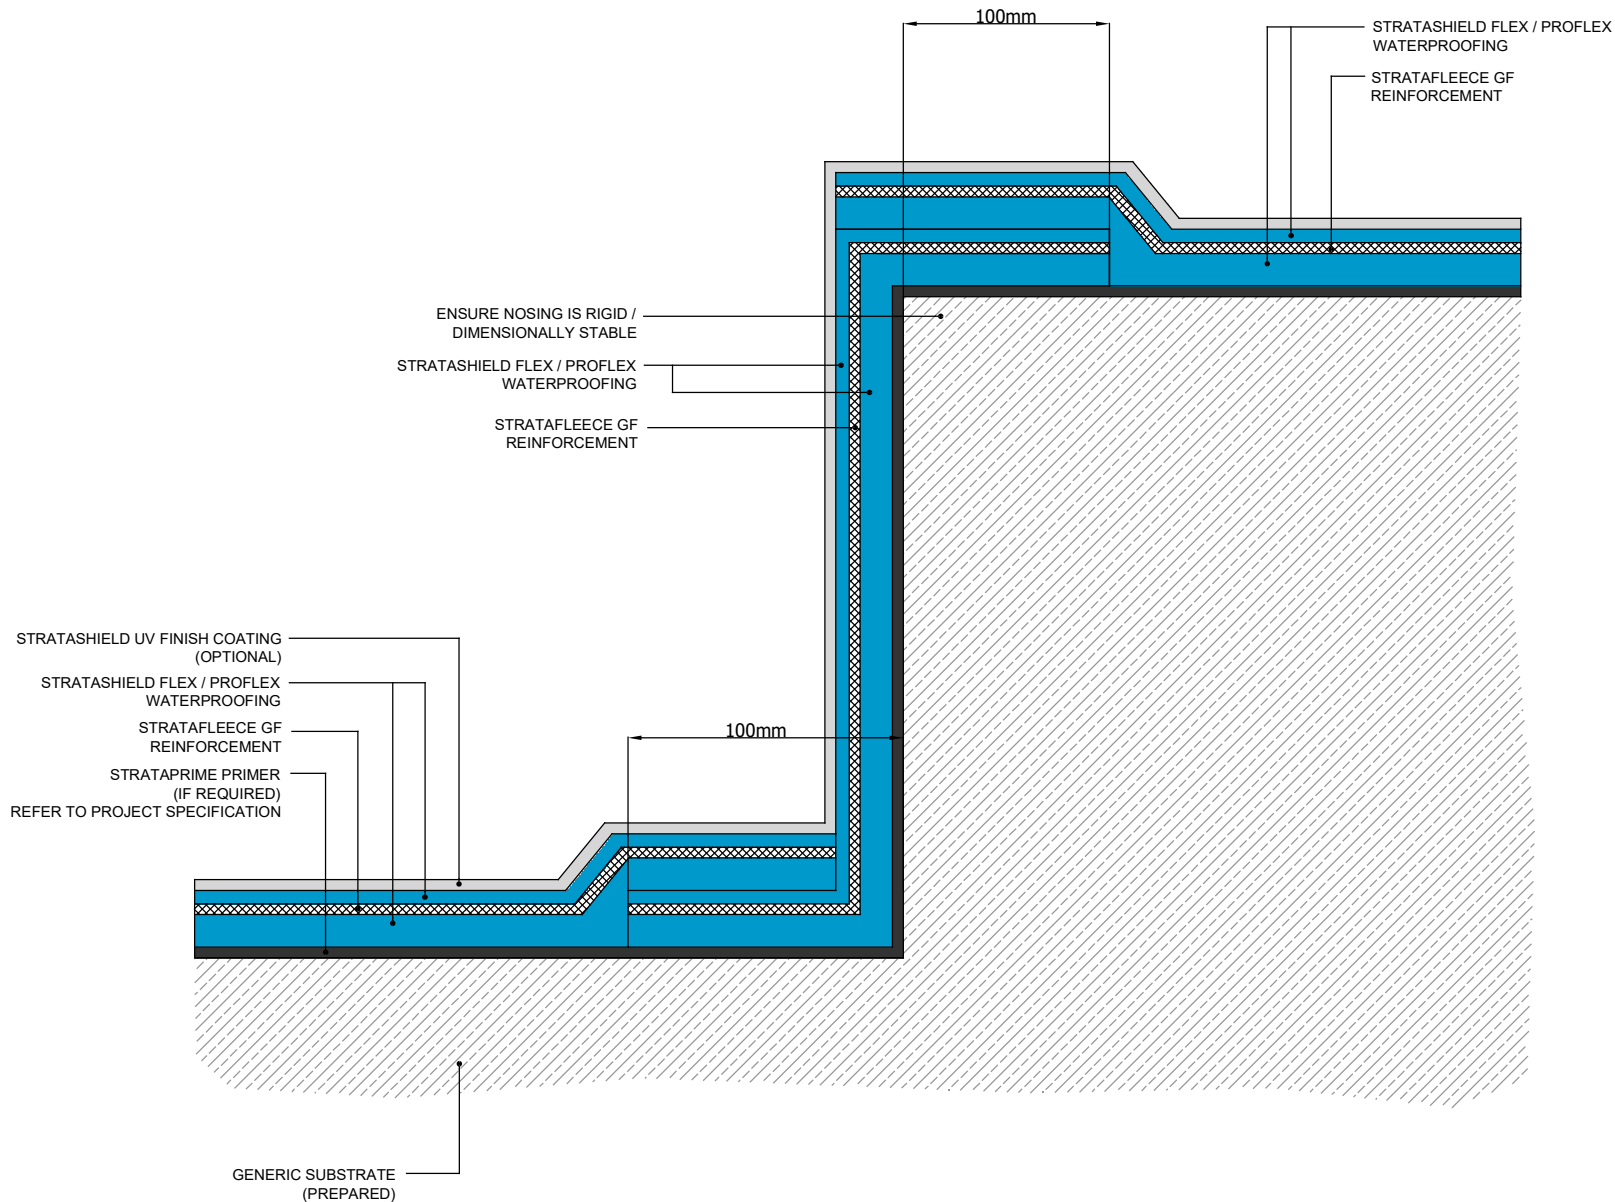 100mm
STRATASHIELD FLEX / PROFLEX
WATERPROOFING
STRATAFLEECE GF
REINFORCEMENT
ENSURE NOSING IS RIGID /
DIMENSIONALLY STABLE
STRATASHIELD FLEX / PROFLEX
WATERPROOFING
STRATAFLEECE GF
REINFORCEMENT
STRATASHIELD UV FINISH COATING
(OPTIONAL)
STRATASHIELD FLEX / PROFLEX
WATERPROOFING
STRATAFLEECE GF
REINFORCEMENT
STRATAPRIME PRIMER
(IF REQUIRED)
REFER TO PROJECT SPECIFICATION
100mm
GENERIC SUBSTRATE
(PREPARED)